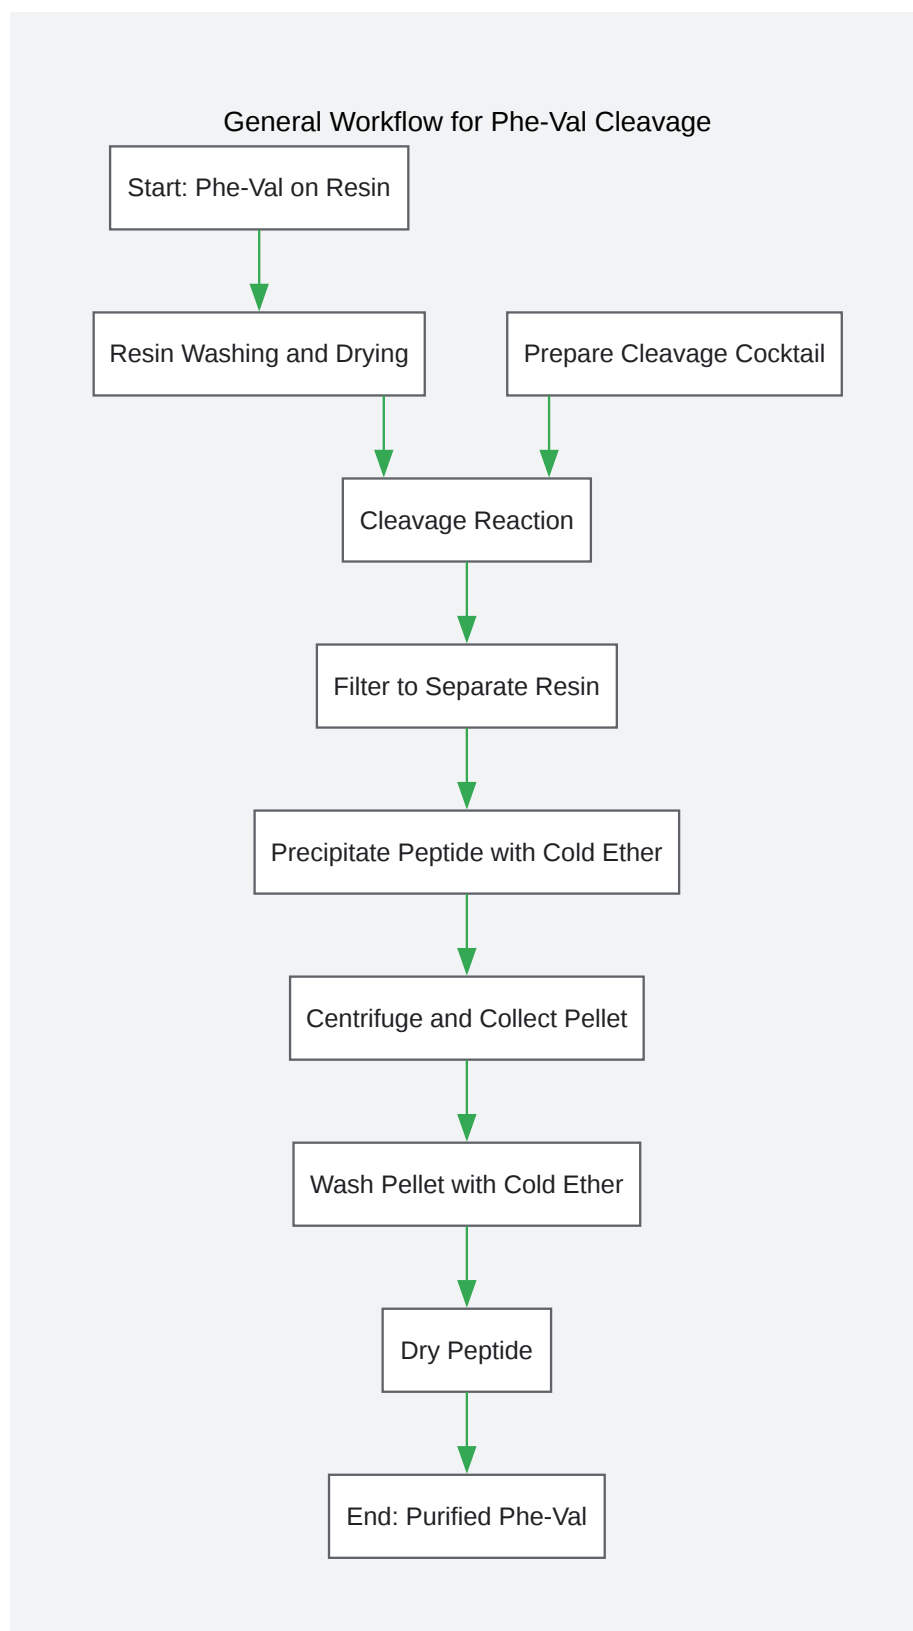 General Workflow for Phe-Val Cleavage
Start: Phe-Val on Resin
Resin Washing and Drying
Prepare Cleavage Cocktail
Cleavage Reaction
Filter to Separate Resin
Precipitate Peptide with Cold Ether
Centrifuge and Collect Pellet
Wash Pellet with Cold Ether
Dry Peptide
End: Purified Phe-Val